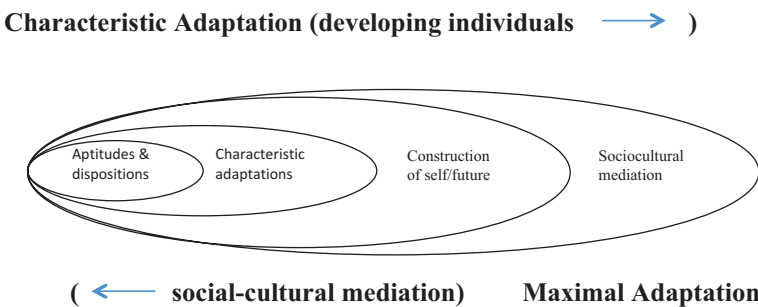 Characteristic Adaptation (developing individuals )
Aptitudes &
dispositions
Characteristic
adaptations
Construction
of self/future
Sociocultural
mediation
( social-cultural mediation) Maximal Adaptation